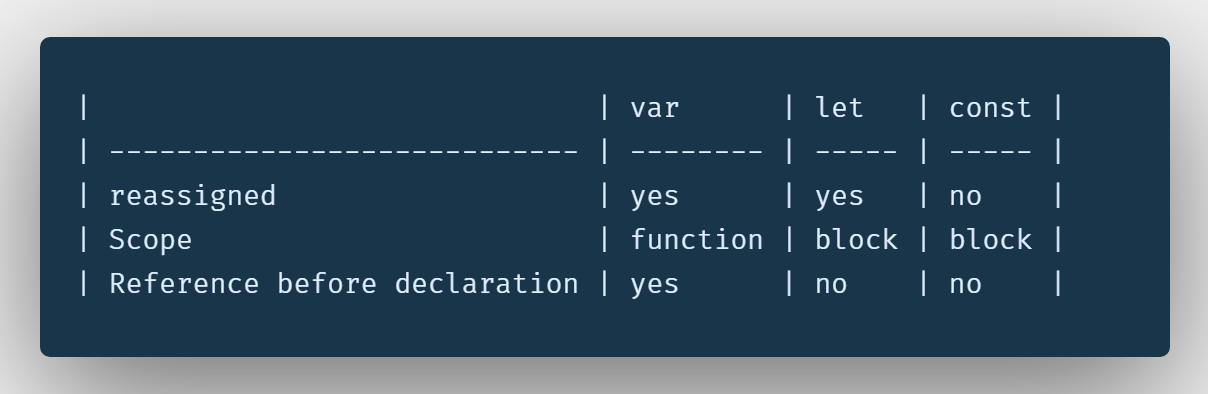 |                              | var      | let   | const |
| ---------------------------- | -------- | ----- | ----- |
| reassigned                   | yes      | yes   | no    |
| Scope                        | function | block | block |
| Reference before declaration | yes      | no    | no    |